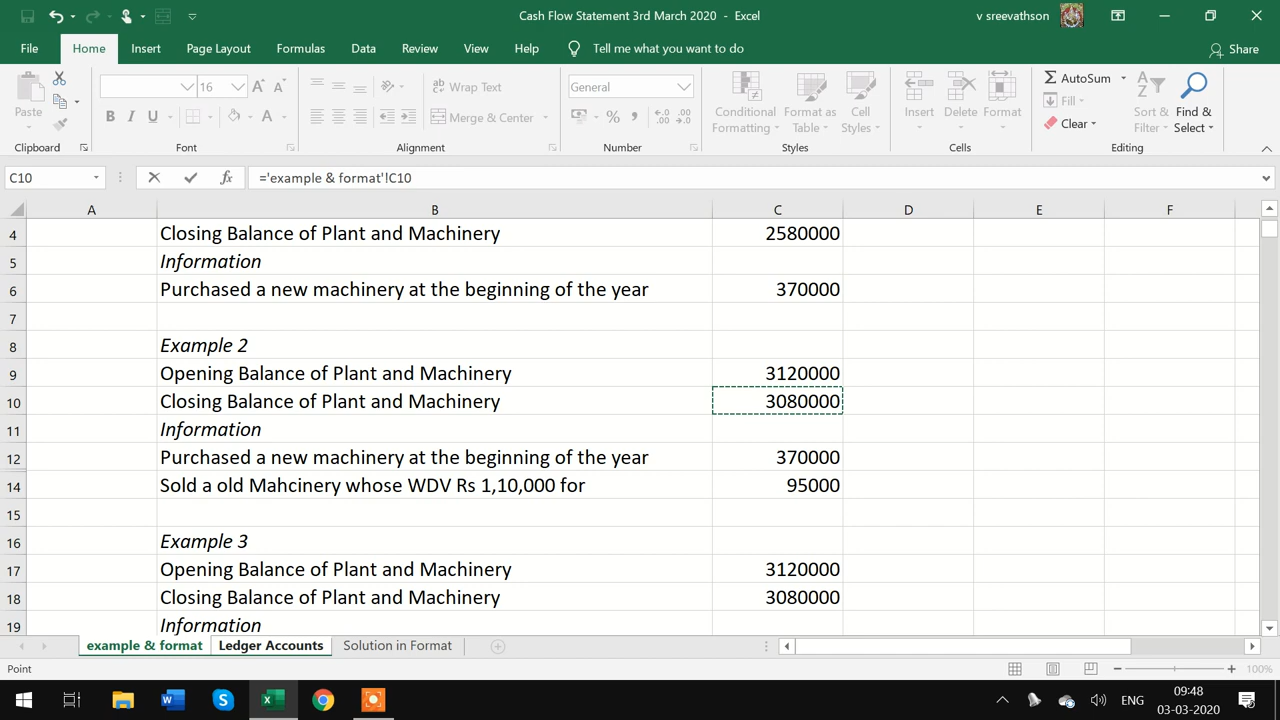 Cash Flow Statement 3rd March 2020 - Excel
v sreevathson
File Home Insert Page Layout Formulas Data Review View Help Tell me what you want to do Share
Paste
16
B I U
A A
Wrap Text
Merge & Center
General
Conditional Formatting
Format as Table
Cell Styles
Insert Delete Format
AutoSum
Fill
Clear
Sort & Filter
Find & Select
Clipboard Font Alignment Number Styles Cells Editing
C10 fx ='example & format'!C10
A B C D E F
4 Closing Balance of Plant and Machinery 2580000
5 Information
6 Purchased a new machinery at the beginning of the year 370000
7
8 Example 2
9 Opening Balance of Plant and Machinery 3120000
10 Closing Balance of Plant and Machinery 3080000
11 Information
12 Purchased a new machinery at the beginning of the year 370000
14 Sold a old Mahcinery whose WDV Rs 1,10,000 for 95000
15
16 Example 3
17 Opening Balance of Plant and Machinery 3120000
18 Closing Balance of Plant and Machinery 3080000
19 Information
example & format Ledger Accounts Solution in Format
Point 100%
ENG
09:48
03-03-2020